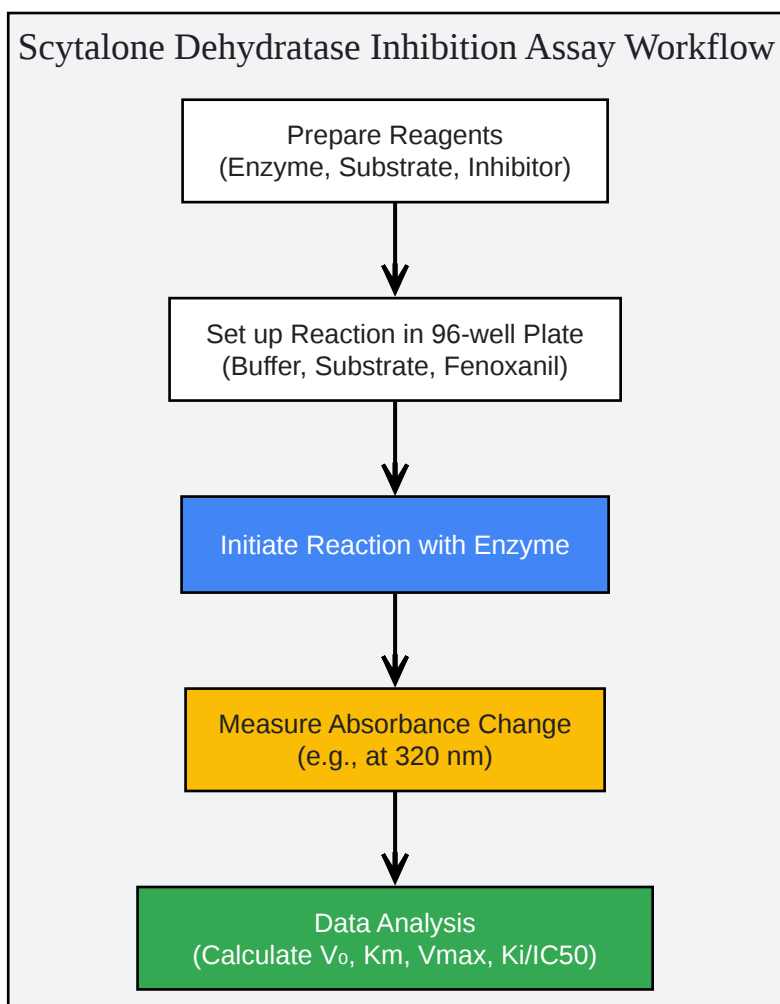 Scytalone Dehydratase Inhibition Assay Workflow
Prepare Reagents
(Enzyme, Substrate, Inhibitor)
Set up Reaction in 96-well Plate
(Buffer, Substrate, Fenoxanil)
Initiate Reaction with Enzyme
Measure Absorbance Change
(e.g., at 320 nm)
Data Analysis
(Calculate V₀, Km, Vmax, Ki/IC50)